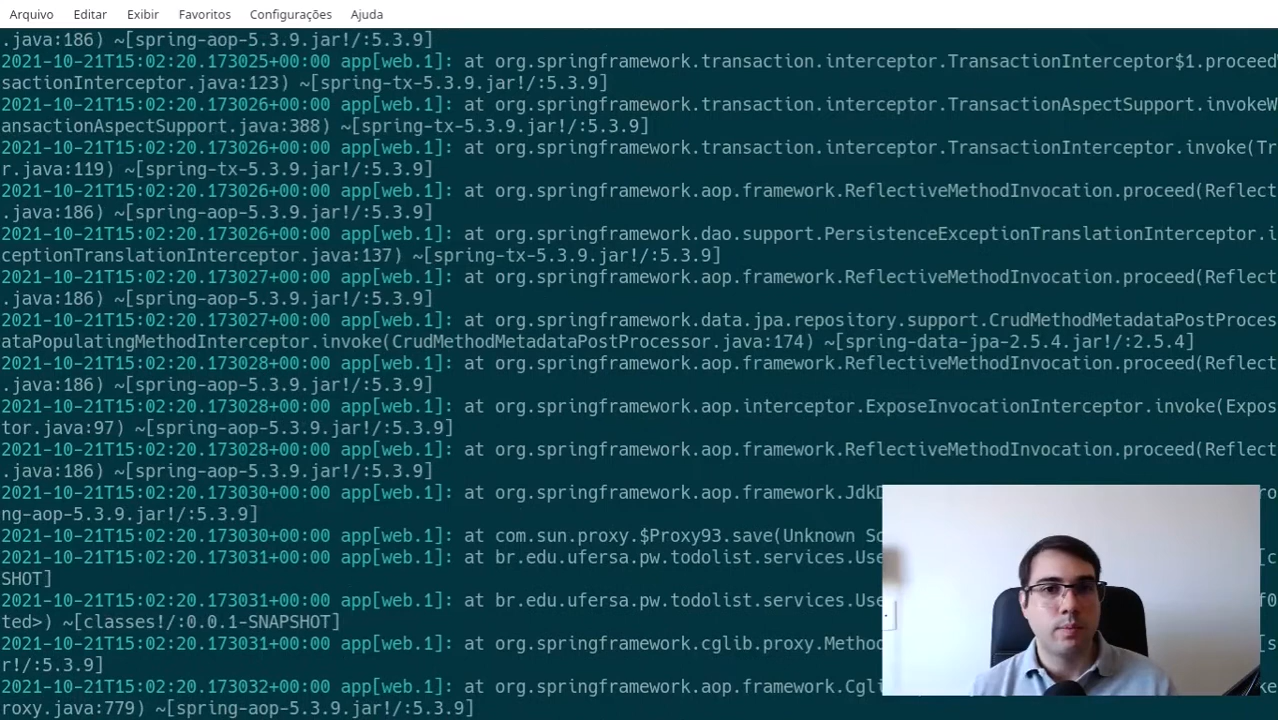 Arquivo Editar Exibir Favoritos Configurações Ajuda
.java:186) ~[spring-aop-5.3.9.jar!/:5.3.9]
2021-10-21T15:02:20.173025+00:00 app[web.1]: at org.springframework.transaction.interceptor.TransactionInterceptor$1.proceed
sactionInterceptor.java:123) ~[spring-tx-5.3.9.jar!/:5.3.9]
2021-10-21T15:02:20.173026+00:00 app[web.1]: at org.springframework.transaction.interceptor.TransactionAspectSupport.invokeW
ansactionAspectSupport.java:388) ~[spring-tx-5.3.9.jar!/:5.3.9]
2021-10-21T15:02:20.173026+00:00 app[web.1]: at org.springframework.transaction.interceptor.TransactionInterceptor.invoke(Tr
r.java:119) ~[spring-tx-5.3.9.jar!/:5.3.9]
2021-10-21T15:02:20.173026+00:00 app[web.1]: at org.springframework.aop.framework.ReflectiveMethodInvocation.proceed(Reflect
.java:186) ~[spring-aop-5.3.9.jar!/:5.3.9]
2021-10-21T15:02:20.173026+00:00 app[web.1]: at org.springframework.dao.support.PersistenceExceptionTranslationInterceptor.i
ceptionTranslationInterceptor.java:137) ~[spring-tx-5.3.9.jar!/:5.3.9]
2021-10-21T15:02:20.173027+00:00 app[web.1]: at org.springframework.aop.framework.ReflectiveMethodInvocation.proceed(Reflect
.java:186) ~[spring-aop-5.3.9.jar!/:5.3.9]
2021-10-21T15:02:20.173027+00:00 app[web.1]: at org.springframework.data.jpa.repository.support.CrudMethodMetadataPostProces
ataPopulatingMethodInterceptor.invoke(CrudMethodMetadataPostProcessor.java:174) ~[spring-data-jpa-2.5.4.jar!/:2.5.4]
2021-10-21T15:02:20.173028+00:00 app[web.1]: at org.springframework.aop.framework.ReflectiveMethodInvocation.proceed(Reflect
.java:186) ~[spring-aop-5.3.9.jar!/:5.3.9]
2021-10-21T15:02:20.173028+00:00 app[web.1]: at org.springframework.aop.interceptor.ExposeInvocationInterceptor.invoke(Expos
tor.java:97) ~[spring-aop-5.3.9.jar!/:5.3.9]
2021-10-21T15:02:20.173028+00:00 app[web.1]: at org.springframework.aop.framework.ReflectiveMethodInvocation.proceed(Reflect
.java:186) ~[spring-aop-5.3.9.jar!/:5.3.9]
2021-10-21T15:02:20.173030+00:00 app[web.1]: at org.springframework.aop.framework.Jdk ro
ng-aop-5.3.9.jar!/:5.3.9]
2021-10-21T15:02:20.173030+00:00 app[web.1]: at com.sun.proxy.$Proxy93.save(Unknown So
2021-10-21T15:02:20.173031+00:00 app[web.1]: at br.edu.ufersa.pw.todolist.services.Use [c
SHOT]
2021-10-21T15:02:20.173031+00:00 app[web.1]: at br.edu.ufersa.pw.todolist.services.Use f0
ted>) ~[classes!/:0.0.1-SNAPSHOT]
2021-10-21T15:02:20.173031+00:00 app[web.1]: at org.springframework.cglib.proxy.Metho [s
r!/:5.3.9]
2021-10-21T15:02:20.173032+00:00 app[web.1]: at org.springframework.aop.framework.Cgli ke
roxy.java:779) ~[spring-aop-5.3.9.jar!/:5.3.9]